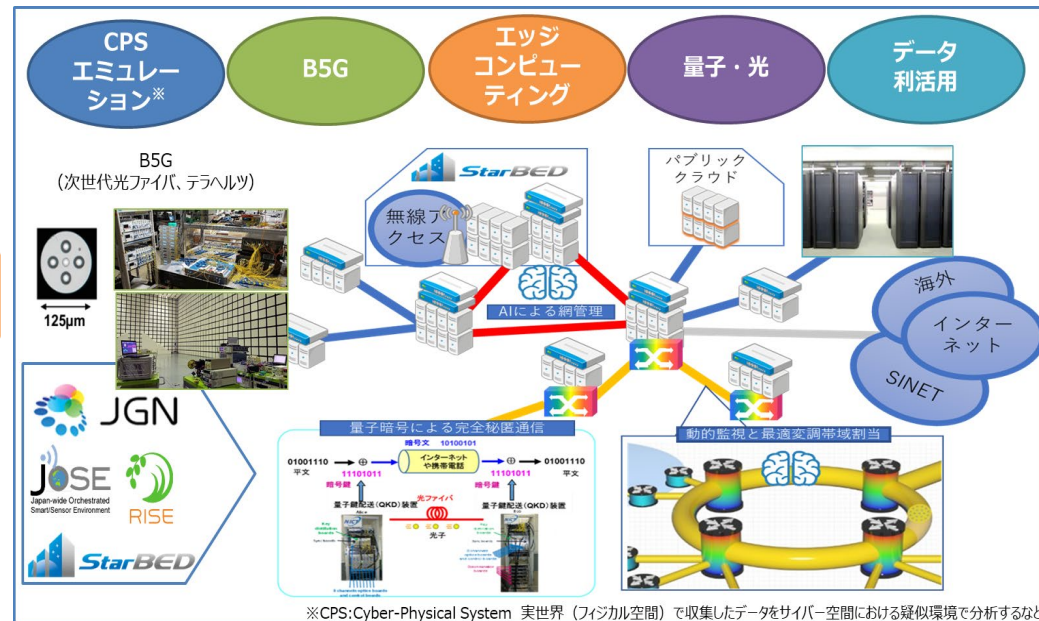 CPS
エミュレー
ション※
B5G
エッジ
コンピュー
ティング
量子・光
データ
利活用
B5G
(次世代光ファイバ、テラヘルツ)
125μm
StarBED
無線ア
クセス
パブリック
クラウド
AIによる網管理
海外
インター
ネット
SINET
JGN
JOSE
Japan-wide Orchestrated
Smart/Sensor Environment
RISE
StarBED
量子暗号による完全秘匿通信
暗号文 10100101
01001110
平文
インターネット
や携帯電話
01001110
平文
11101011
暗号鍵
11101011
暗号鍵
量子鍵配送(QKD)装置
光ファイバ
量子鍵配送(QKD)装置
光子
動的監視と最適変調帯域割当
※CPS:Cyber-Physical System 実世界(フィジカル空間)で収集したデータをサイバー空間における疑似環境で分析するなど